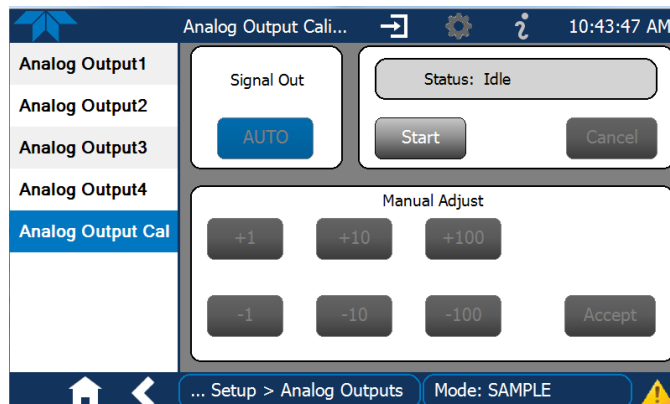 Analog Output Cali...
10:43:47 AM
Analog Output1
Analog Output2
Analog Output3
Analog Output4
Analog Output Cal
Signal Out
AUTO
Status: Idle
Start
Cancel
Manual Adjust
+1
+10
+100
-1
-10
-100
Accept
... Setup > Analog Outputs
Mode: SAMPLE